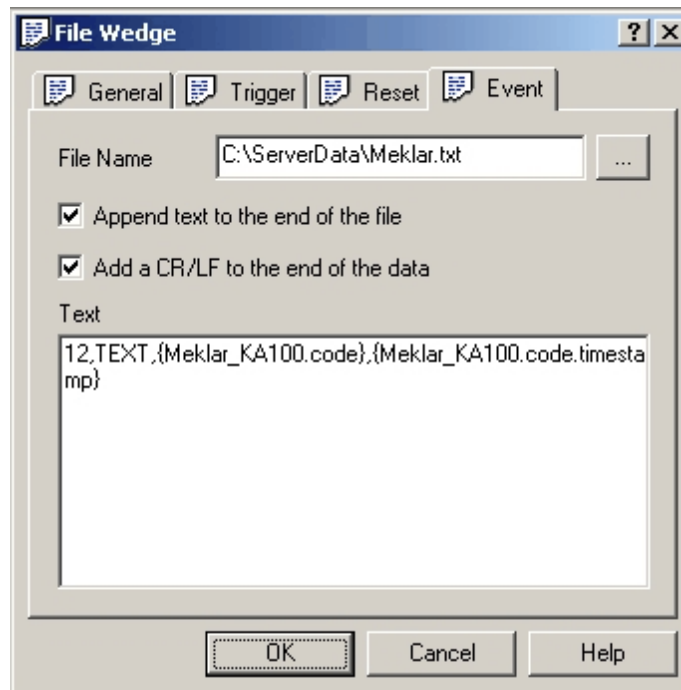 File Wedge
General Trigger Reset Event
File Name C:\ServerData\Meklar.txt ...
Append text to the end of the file
Add a CR/LF to the end of the data
Text
12,TEXT,{Meklar_KA100.code},{Meklar_KA100.code.timesta
mp}
OK Cancel Help